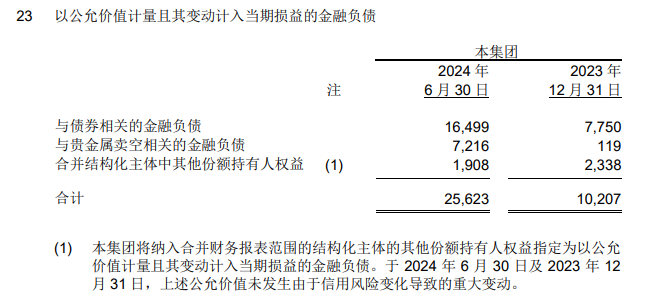 23 以公允价值计量且其变动计入当期损益的金融负债
本集团
2024 年 2023 年
注 6 月 30 日 12 月 31 日
与债券相关的金融负债 16,499 7,750
与贵金属卖空相关的金融负债 7,216 119
合并结构化主体中其他份额持有人权益 (1) 1,908 2,338
合计 25,623 10,207
(1) 本集团将纳入合并财务报表范围的结构化主体的其他份额持有人权益指定为以公允
价值计量且其变动计入当期损益的金融负债。于 2024 年 6 月 30 日及 2023 年 12
月 31 日，上述公允价值未发生由于信用风险变化导致的重大变动。